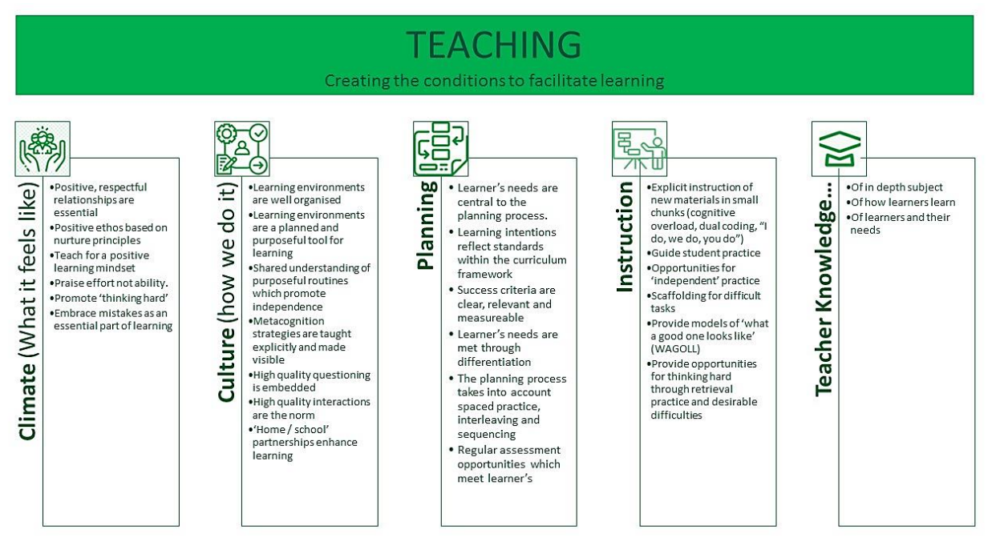 TEACHING
Creating the conditions to facilitate learning
Climate (What it feels like)
•Positive, respectful
relationships are
essential
•Positive ethos based on
nurture principles
•Teach for a positive
learning mindset
•Praise effort not ability.
•Promote ‘thinking hard’
•Embrace mistakes as an
essential part of learning
Culture (how we do it)
•Learning environments
are well organised
•Learning environments
are a planned and
purposeful tool for
learning
•Shared understanding of
purposeful routines
which promote
independence
•Metacognition
strategies are taught
explicitly and made
visible
•High quality questioning
is embedded
•High quality interactions
are the norm
•‘Home / school’
partnerships enhance
learning
Planning
• Learner’s needs are
central to the
planning process.
• Learning intentions
reflect standards
within the curriculum
framework
• Success criteria are
clear, relevant and
measureable
• Learner’s needs are
met through
differentiation
• The planning process
takes into account
spaced practice,
interleaving and
sequencing
• Regular assessment
opportunities which
meet learner’s
Instruction
•Explicit instruction of
new materials in small
chunks (cognitive
overload, dual coding, “I
do, we do, you do”)
•Guide student practice
•Opportunities for
‘independent’ practice
•Scaffolding for difficult
tasks
•Provide models of ‘what
a good one looks like’
(WAGOLL)
•Provide opportunities
for thinking hard
through retrieval
practice and desirable
difficulties
Teacher Knowledge...
•Of in depth subject
•Of how learners learn
•Of learners and their
needs